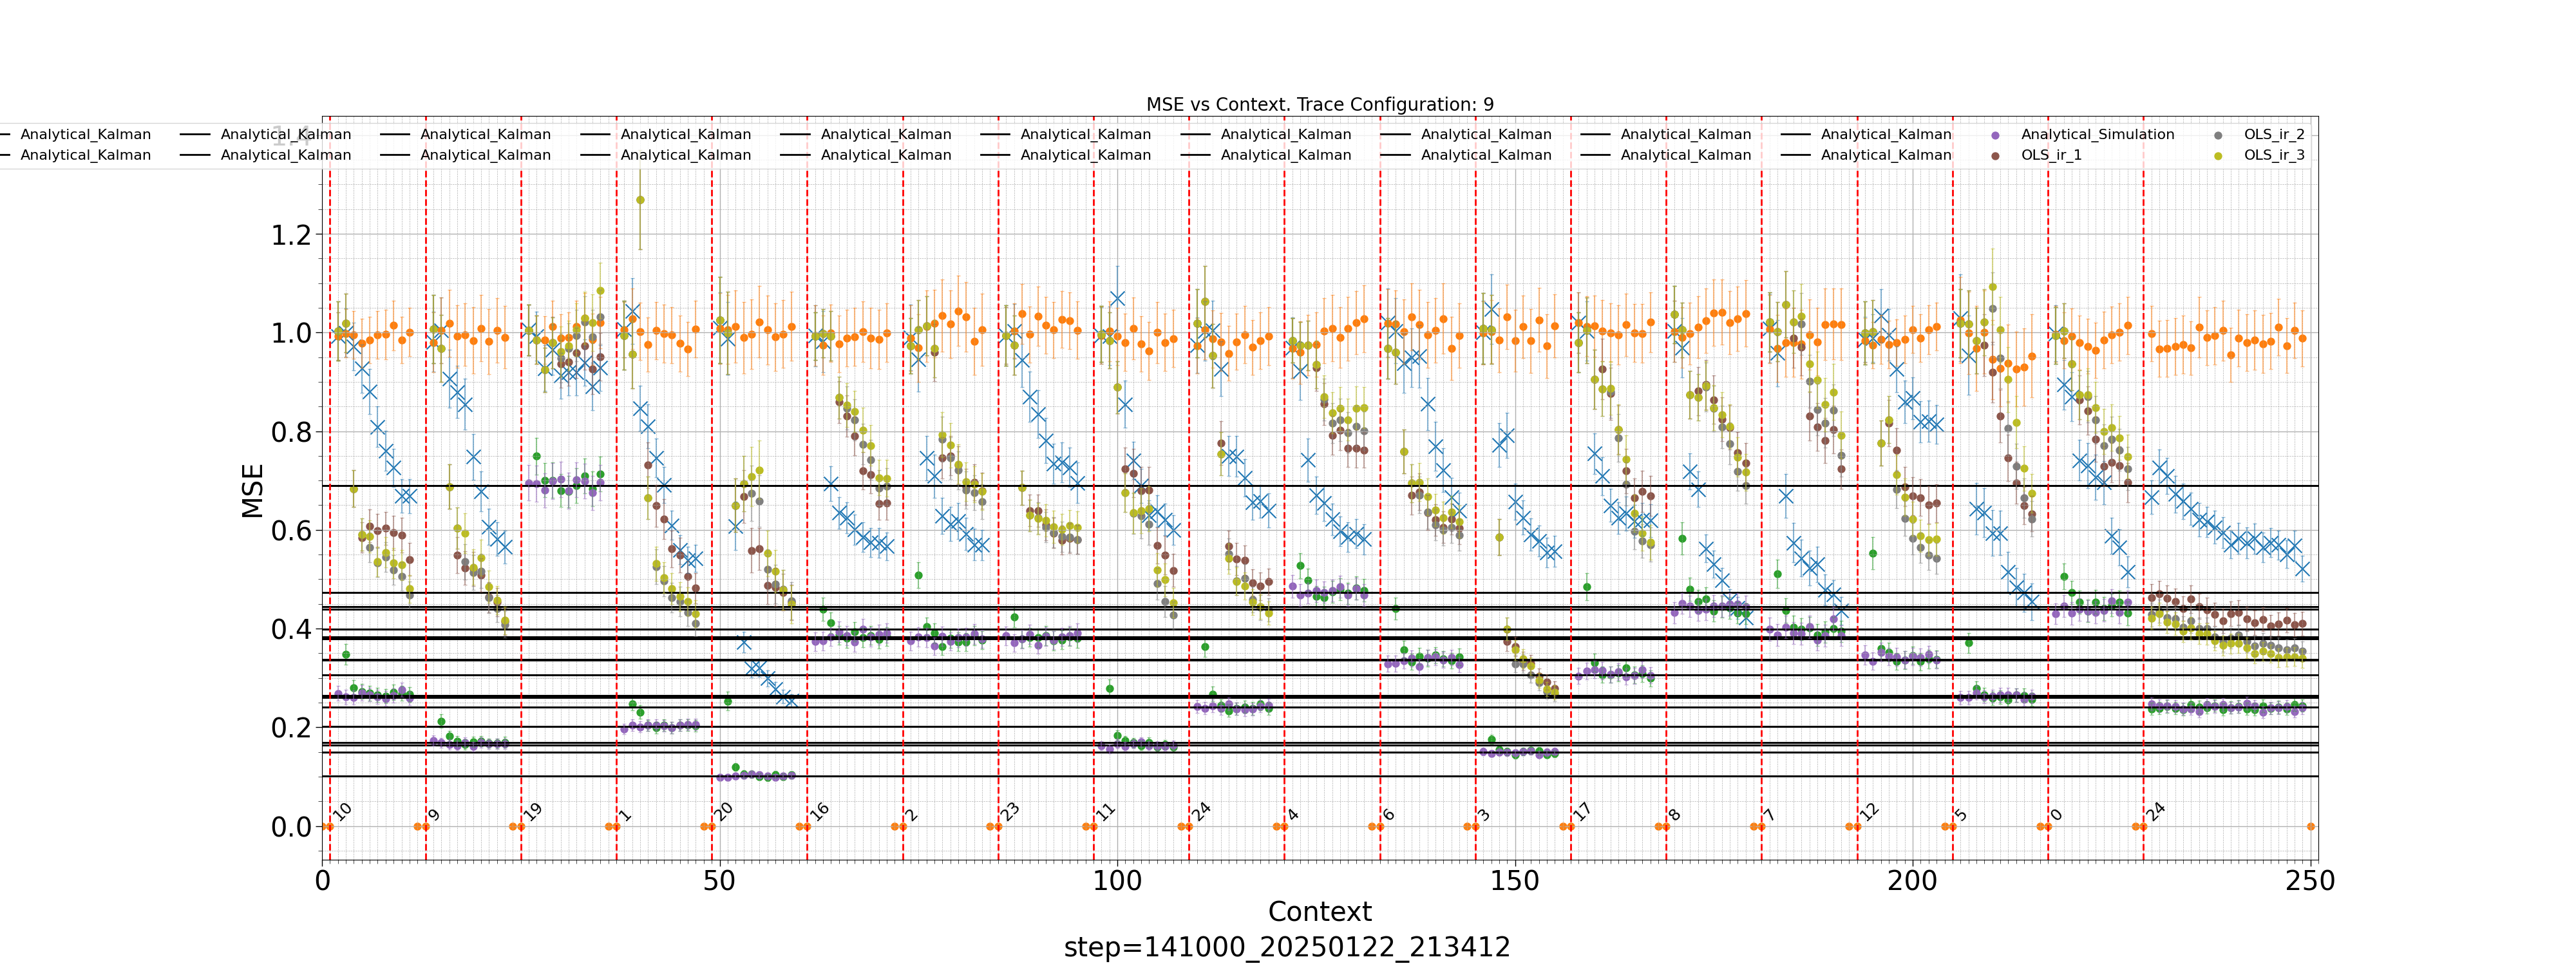 MSE vs Context. Trace Configuration: 9
Analytical_Kalman Analytical_Kalman Analytical_Kalman Analytical_Kalman Analytical_Kalman Analytical_Kalman Analytical_Kalman Analytical_Kalman Analytical_Kalman Analytical_Kalman Analytical_Simulation OLS_ir_2
Analytical_Kalman Analytical_Kalman Analytical_Kalman Analytical_Kalman Analytical_Kalman Analytical_Kalman Analytical_Kalman Analytical_Kalman Analytical_Kalman Analytical_Kalman OLS_ir_1 OLS_ir_3
1.4
1.2
1.0
0.8
0.6
0.4
0.2
0.0
MSE
10 9 19 1 20 16 2 23 11 24 4 6 3 17 8 7 12 5 0 24
0 50 100 150 200 250
Context
step=141000_20250122_213412